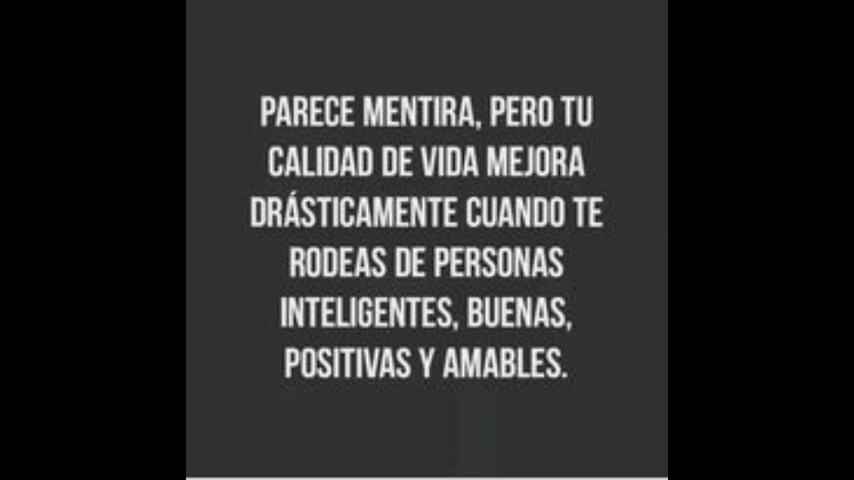 PARECE MENTIRA, PERO TU
CALIDAD DE VIDA MEJORA
DRÁSTICAMENTE CUANDO TE
RODEAS DE PERSONAS
INTELIGENTES, BUENAS,
POSITIVAS Y AMABLES.